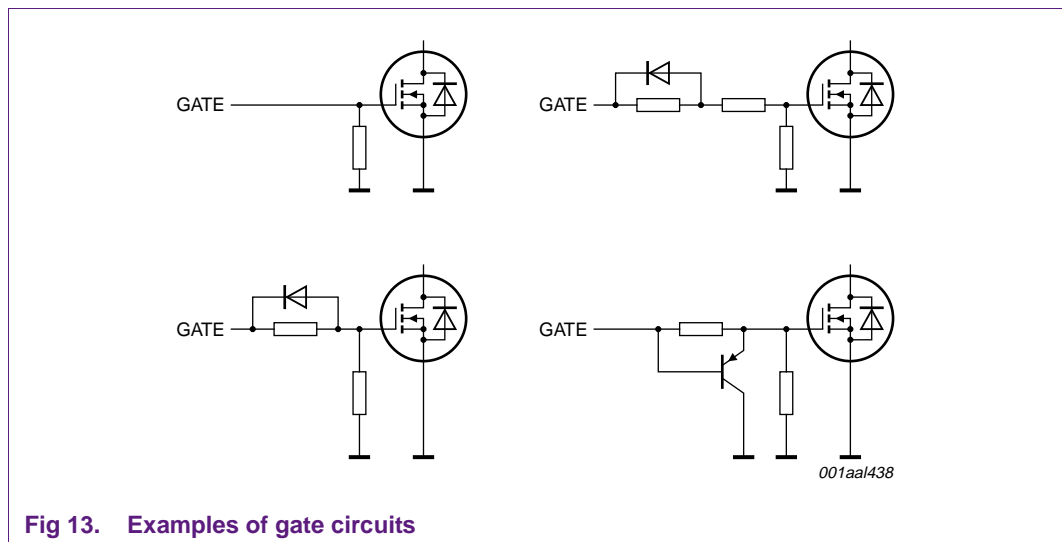 GATE
GATE
GATE
GATE
001aal438
Fig 13. Examples of gate circuits